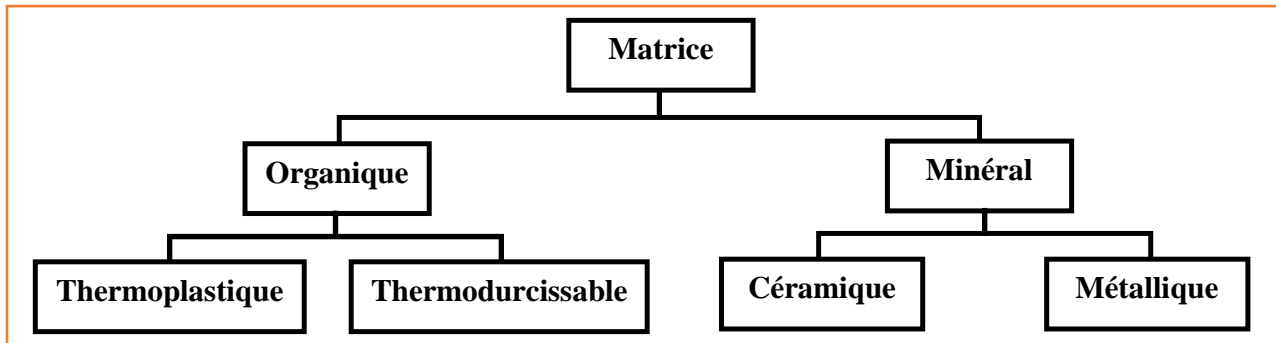 Matrice
Organique
Minéral
Thermoplastique
Thermodurcissable
Céramique
Métallique